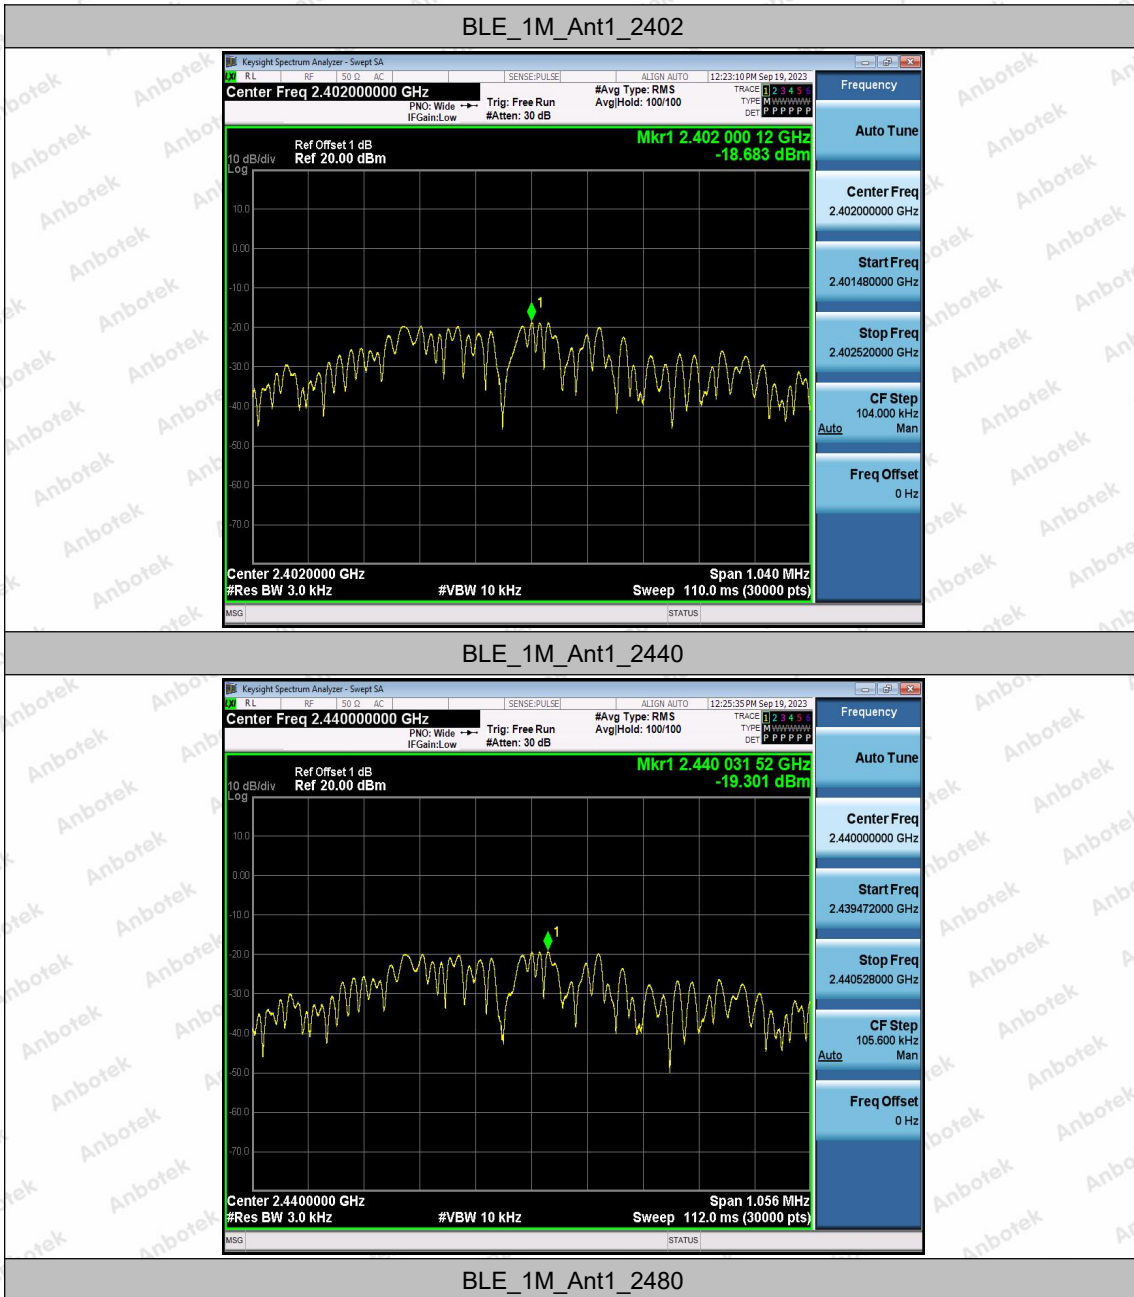 BLE_1M_Ant1_2402
Keysight Spectrum Analyzer - Swept SA
RL RF 50 Ω AC SENSE:PULSE ALIGN AUTO 12:23:10 PM Sep 19, 2023
Center Freq 2.402000000 GHz
PNO: Wide
IFGain:Low
Trig: Free Run
#Atten: 30 dB
#Avg Type: RMS
Avg|Hold: 100/100
TRACE 1 2 3 4 5 6
TYPE M WWWWW
DET P P P P P P
Frequency
Auto Tune
Mkr1 2.402 000 12 GHz
-18.683 dBm
Ref Offset 1 dB
10 dB/div Ref 20.00 dBm
Log
10.0
0.00
-10.0
-20.0
-30.0
-40.0
-50.0
-60.0
-70.0
1
Center Freq
2.402000000 GHz
Start Freq
2.401480000 GHz
Stop Freq
2.402520000 GHz
CF Step
104.000 kHz
Auto Man
Freq Offset
0 Hz
Center 2.4020000 GHz Span 1.040 MHz
#Res BW 3.0 kHz #VBW 10 kHz Sweep 110.0 ms (30000 pts)
MSG STATUS
BLE_1M_Ant1_2440
Keysight Spectrum Analyzer - Swept SA
RL RF 50 Ω AC SENSE:PULSE ALIGN AUTO 12:25:35 PM Sep 19, 2023
Center Freq 2.440000000 GHz
PNO: Wide
IFGain:Low
Trig: Free Run
#Atten: 30 dB
#Avg Type: RMS
Avg|Hold: 100/100
TRACE 1 2 3 4 5 6
TYPE M WWWWW
DET P P P P P P
Frequency
Auto Tune
Mkr1 2.440 031 52 GHz
-19.301 dBm
Ref Offset 1 dB
10 dB/div Ref 20.00 dBm
Log
10.0
0.00
-10.0
-20.0
-30.0
-40.0
-50.0
-60.0
-70.0
1
Center Freq
2.440000000 GHz
Start Freq
2.439472000 GHz
Stop Freq
2.440528000 GHz
CF Step
105.600 kHz
Auto Man
Freq Offset
0 Hz
Center 2.4400000 GHz Span 1.056 MHz
#Res BW 3.0 kHz #VBW 10 kHz Sweep 112.0 ms (30000 pts)
MSG STATUS
BLE_1M_Ant1_2480